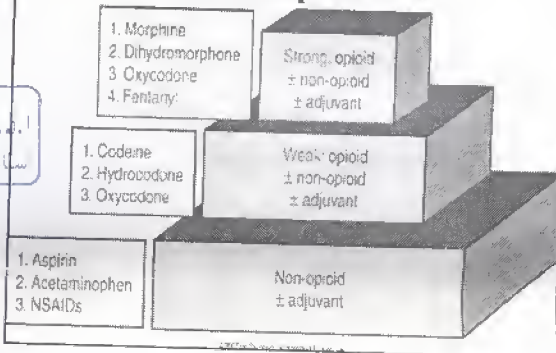 1. Morphine
2. Dihydromorphone
3 Oxycodone
4. Fentanyl
Strong opioid
± non-opioid
± adjuvant
1. Codeine
2. Hydrocodone
3. Oxycodone
Weak opioid
± non-opioid
± adjuvant
1. Aspirin
2. Acetaminophen
3. NSAIDs
Non-opioid
± adjuvant